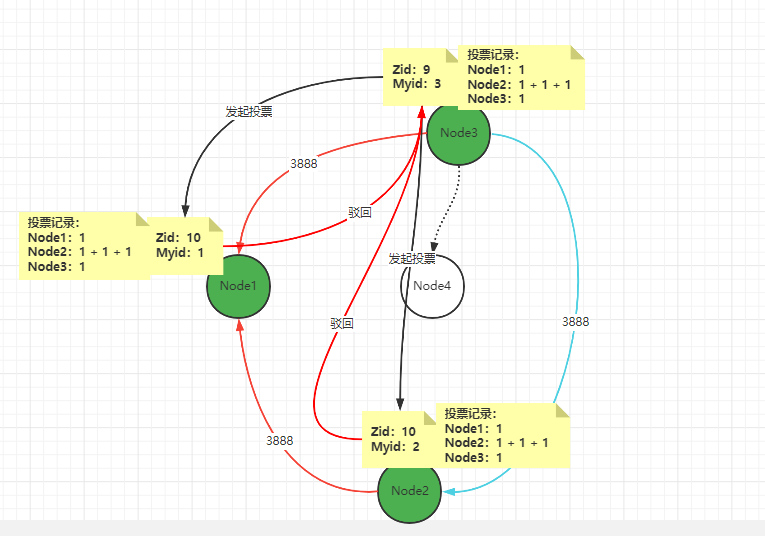 Zid：9
Myid：3
投票记录：
Node1：1
Node2：1 + 1 + 1
Node3：1
发起投票
Node3
3888
投票记录：
Node1：1
Node2：1 + 1 + 1
Node3：1
Zid：10
Myid：1
驳回
发起投票
Node1
Node4
驳回
3888
Zid：10
Myid：2
投票记录：
Node1：1
Node2：1 + 1 + 1
Node3：1
3888
Node2